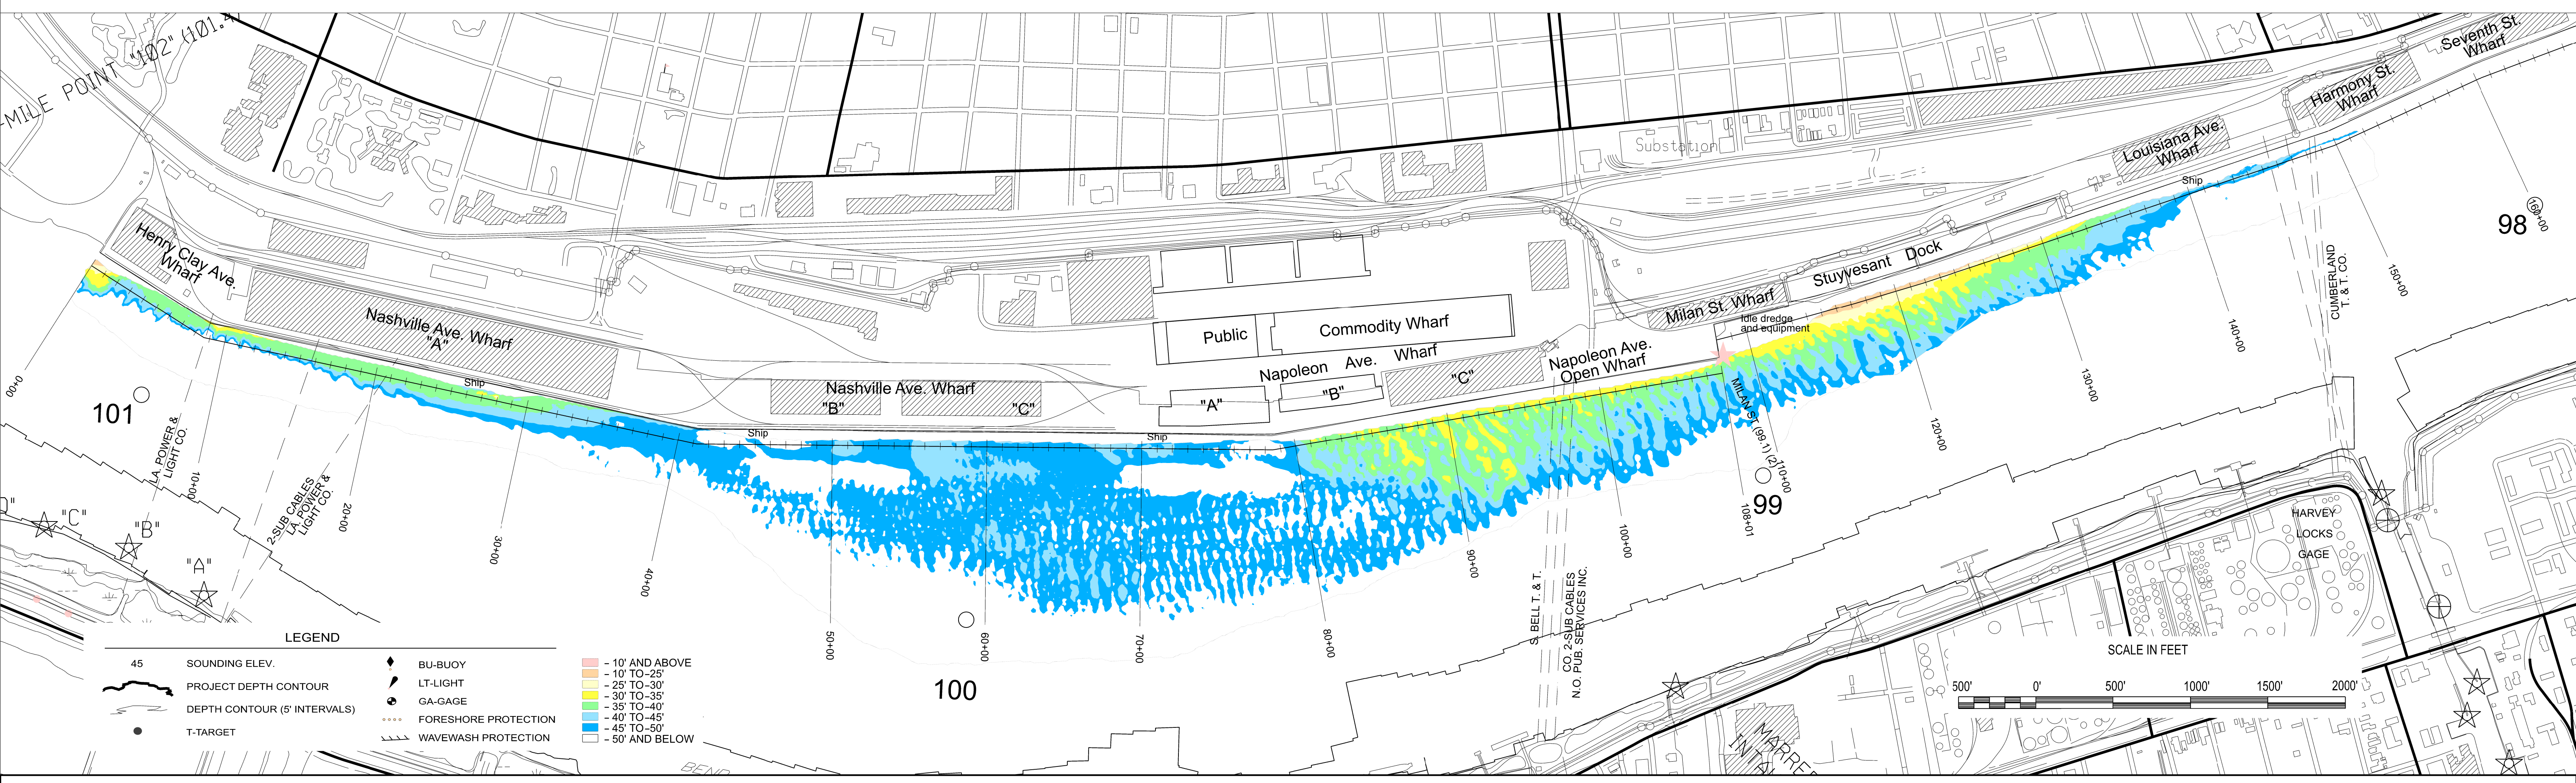 -MILE POINT "102" (101.4)
Seventh St.
Wharf
Harmony St.
Wharf
Substation
Louisiana Ave.
Wharf
Ship
160+00
98
Henry Clay Ave.
Wharf
Stuyvesant Dock
CUMBERLAND
T. & T. CO.
150+00
Milan St. Wharf
Idle dredge
and equipment
Public
Commodity Wharf
Nashville Ave. Wharf
"A"
Napoleon Ave. Wharf
Napoleon Ave.
Open Wharf
140+00
Ship
00+0
101
Nashville Ave. Wharf
"B"
"C"
"A"
"B"
"C"
MILAN ST. (99.1) (2)
130+00
120+00
Ship
Ship
LA. POWER &
LIGHT CO.
10+00
2-SUB CABLES
LA. POWER &
LIGHT CO.
20+00
30+00
40+00
50+00
60+00
70+00
80+00
90+00
100+00
108+01
110+00
99
"C"
"B"
"A"
HARVEY
LOCKS
GAGE
S. BELL T. & T.
CO. 2-SUB CABLES
N.O. PUB. SERVICES INC.
100
LEGEND
45 SOUNDING ELEV.
PROJECT DEPTH CONTOUR
DEPTH CONTOUR (5' INTERVALS)
T-TARGET
BU-BUOY
LT-LIGHT
GA-GAGE
FORESHORE PROTECTION
WAVEWASH PROTECTION
– 10' AND ABOVE
– 10' TO–25'
– 25' TO–30'
– 30' TO–35'
– 35' TO–40'
– 40' TO–45'
– 45' TO–50'
– 50' AND BELOW
SCALE IN FEET
500' 0' 500' 1000' 1500' 2000'
BEND